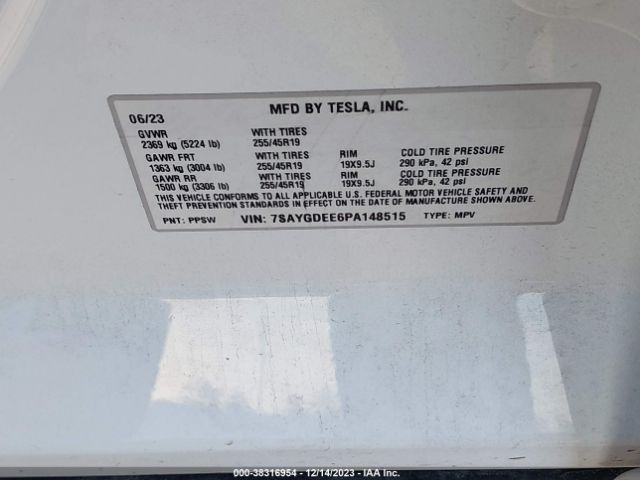 MFD BY TESLA, INC.
06/23
GVWR WITH TIRES
2369 kg (5224 lb) 255/45R19
GAWR FRT WITH TIRES RIM COLD TIRE PRESSURE
1363 kg (3004 lb) 255/45R19 19X9.5J 290 kPa, 42 psi
GAWR RR WITH TIRES RIM COLD TIRE PRESSURE
1500 kg (3306 lb) 255/45R19 19X9.5J 290 kPa, 42 psi
THIS VEHICLE CONFORMS TO ALL APPLICABLE U.S. FEDERAL MOTOR VEHICLE SAFETY AND
THEFT PREVENTION STANDARDS IN EFFECT ON THE DATE OF MANUFACTURE SHOWN ABOVE.
PNT: PPSW VIN: 7SAYGDEE6PA148515 TYPE: MPV
000-38316954 - 12/14/2023 - IAA Inc.